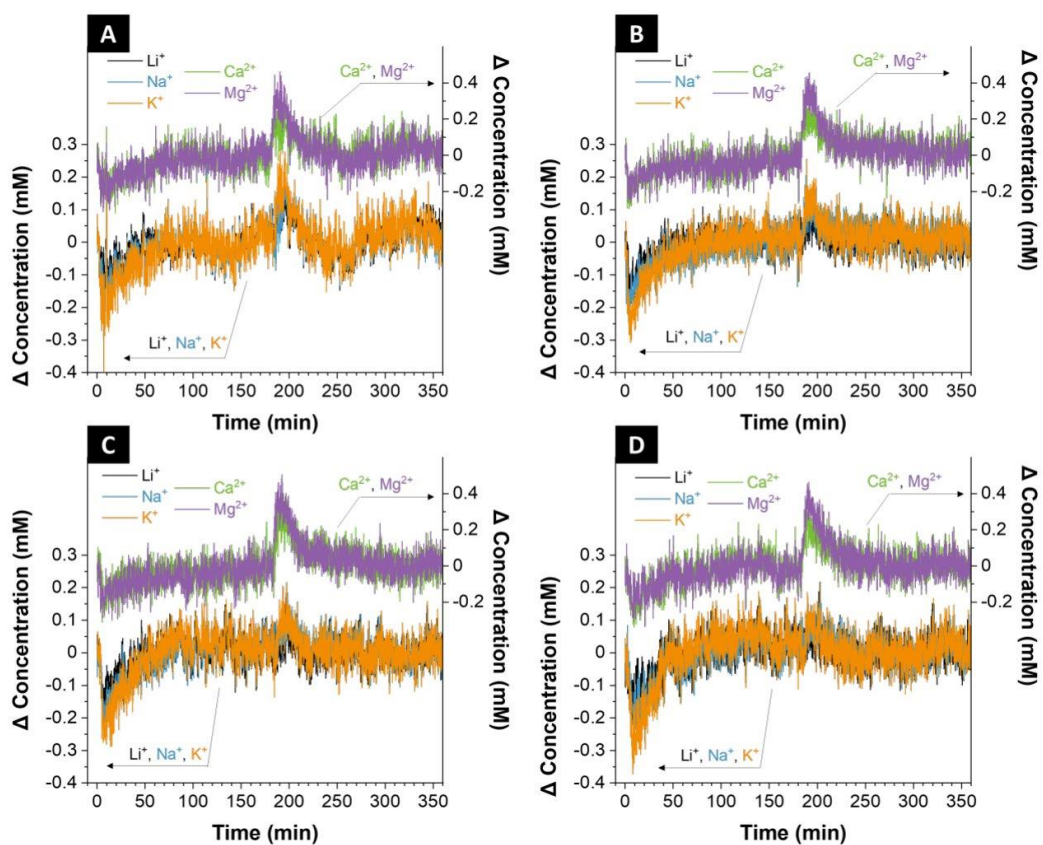 A
Li⁺
Na⁺
K⁺
Ca²⁺
Mg²⁺
Ca²⁺, Mg²⁺
Li⁺, Na⁺, K⁺
0.3
0.2
0.1
0
-0.1
-0.2
-0.3
-0.4
0.4
0.2
0
-0.2
Δ Concentration (mM)
Δ Concentration
(mM)
0 50 100 150 200 250 300 350
Time (min)
B
Li⁺
Na⁺
K⁺
Ca²⁺
Mg²⁺
Ca²⁺, Mg²⁺
Li⁺, Na⁺, K⁺
0.3
0.2
0.1
0
-0.1
-0.2
-0.3
-0.4
0.4
0.2
0
-0.2
Δ Concentration (mM)
Δ Concentration
(mM)
0 50 100 150 200 250 300 350
Time (min)
C
Li⁺
Na⁺
K⁺
Ca²⁺
Mg²⁺
Ca²⁺, Mg²⁺
Li⁺, Na⁺, K⁺
0.3
0.2
0.1
0
-0.1
-0.2
-0.3
-0.4
0.4
0.2
0
-0.2
Δ Concentration (mM)
Δ Concentration
(mM)
0 50 100 150 200 250 300 350
Time (min)
D
Li⁺
Na⁺
K⁺
Ca²⁺
Mg²⁺
Ca²⁺, Mg²⁺
Li⁺, Na⁺, K⁺
0.3
0.2
0.1
0
-0.1
-0.2
-0.3
-0.4
0.4
0.2
0
-0.2
Δ Concentration (mM)
Δ Concentration
(mM)
0 50 100 150 200 250 300 350
Time (min)